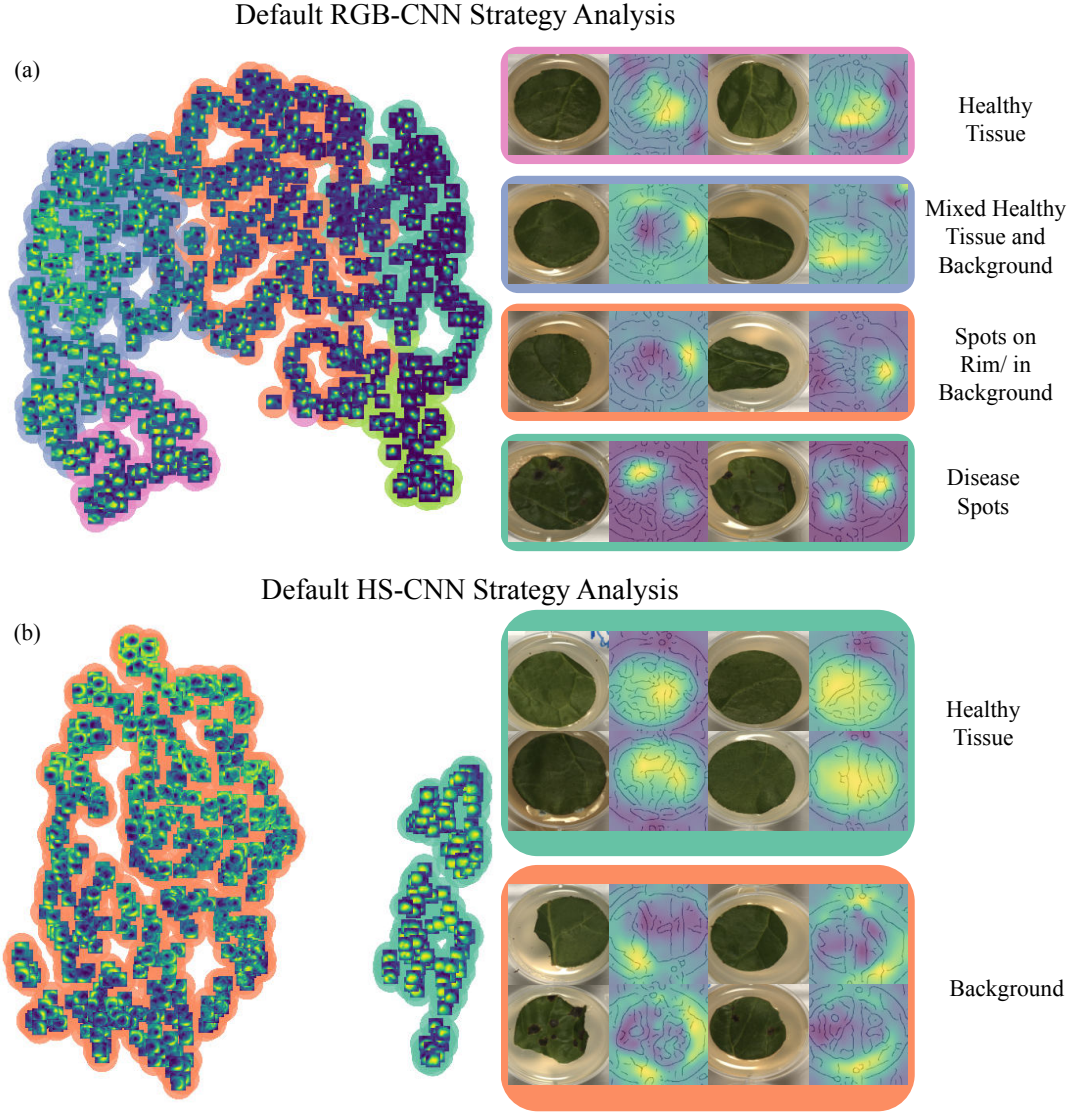 Default RGB-CNN Strategy Analysis
(a)
Healthy
Tissue
Mixed Healthy
Tissue and
Background
Spots on
Rim/ in
Background
Disease
Spots
Default HS-CNN Strategy Analysis
(b)
Healthy
Tissue
Background